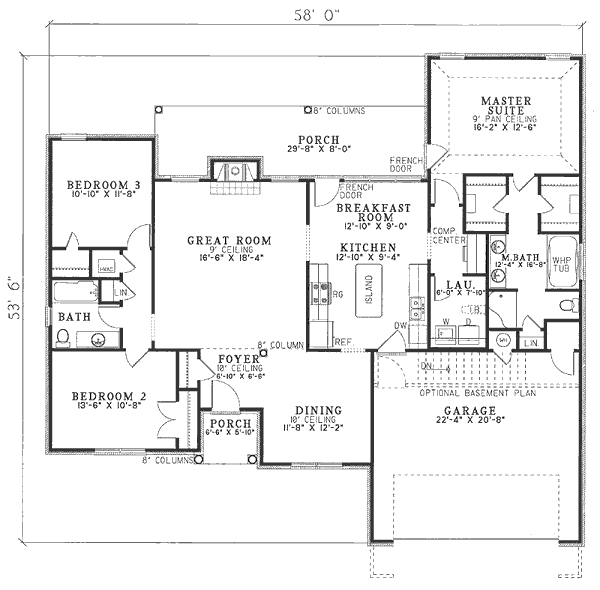 58' 0"
8" COLUMNS
PORCH
29'-8" X 8'-0"
MASTER
SUITE
9' PAN CEILING
16'-2" X 12'-6"
FRENCH
DOOR
BEDROOM 3
10'-10" X 11'-8"
FRENCH
DOOR
BREAKFAST
ROOM
12'-10" X 9'-0"
GREAT ROOM
9' CEILING
16'-6" X 18'-4"
KITCHEN
12'-10" X 9'-4"
COMP.
CENTER
M.BATH
12'-4" X 16'-8"
WHP
TUB
HVAC
LIN
BATH
ISLAND
RG
LAU.
6'-0" X 7'-10"
W
D
DW
REF.
WH
LIN.
53' 6"
8" COLUMN
FOYER
10' CEILING
6'-10" X 6'-6"
DN
OPTIONAL BASEMENT PLAN
BEDROOM 2
13'-6" X 10'-8"
PORCH
6'-6" X 5'-10"
DINING
10' CEILING
11'-8" X 12'-2"
GARAGE
22'-4" X 20'-8"
8" COLUMNS